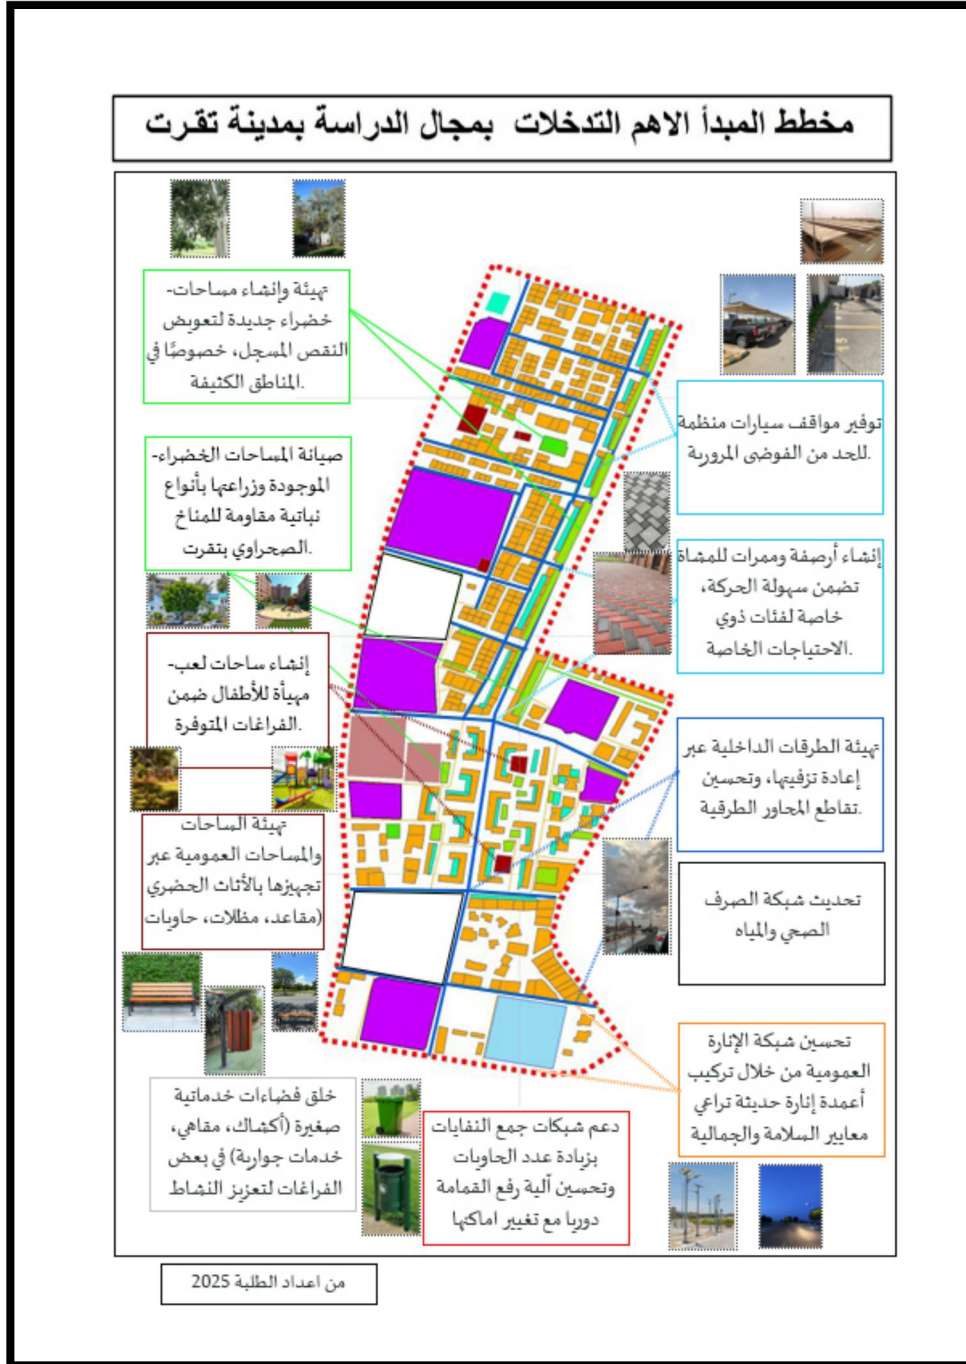 مخطط المبدأ الاهم التدخلات بمجال الدراسة بمدينة تقرت
تهيئة وإنشاء مساحات-
خضراء جديدة لتعويض
النقص المسجل، خصوصًا في
المناطق الكثيفة.
توفير مواقف سيارات منظمة
للحد من الفوضى المرورية.
صيانة المساحات الخضراء-
الموجودة وزراعتها بأنواع
نباتية مقاومة للمناخ
الصحراوي بتقرت.
إنشاء أرصفة وممرات للمشاة
تضمن سهولة الحركة،
خاصة لفئات ذوي
الاحتياجات الخاصة.
إنشاء ساحات لعب-
مهيأة للأطفال ضمن
الفراغات المتوفرة.
تهيئة الطرقات الداخلية عبر
إعادة تزفيتها، وتحسين
تقاطع المحاور الطرقية.
تهيئة الساحات
والمساحات العمومية عبر
تجهيزها بالأثاث الحضري
(مقاعد، مظلات، حاويات
تحديث شبكة الصرف
الصحي والمياه
تحسين شبكة الإنارة
العمومية من خلال تركيب
أعمدة إنارة حديثة تراعي
معايير السلامة والجمالية
خلق فضاءات خدماتية
صغيرة (أكشاك، مقاهي،
خدمات جوارية) في بعض
الفراغات لتعزيز النشاط
دعم شبكات جمع النفايات
بزيادة عدد الحاويات
وتحسين آلية رفع القمامة
دوريا مع تغيير اماكنها
من اعداد الطلبة 2025